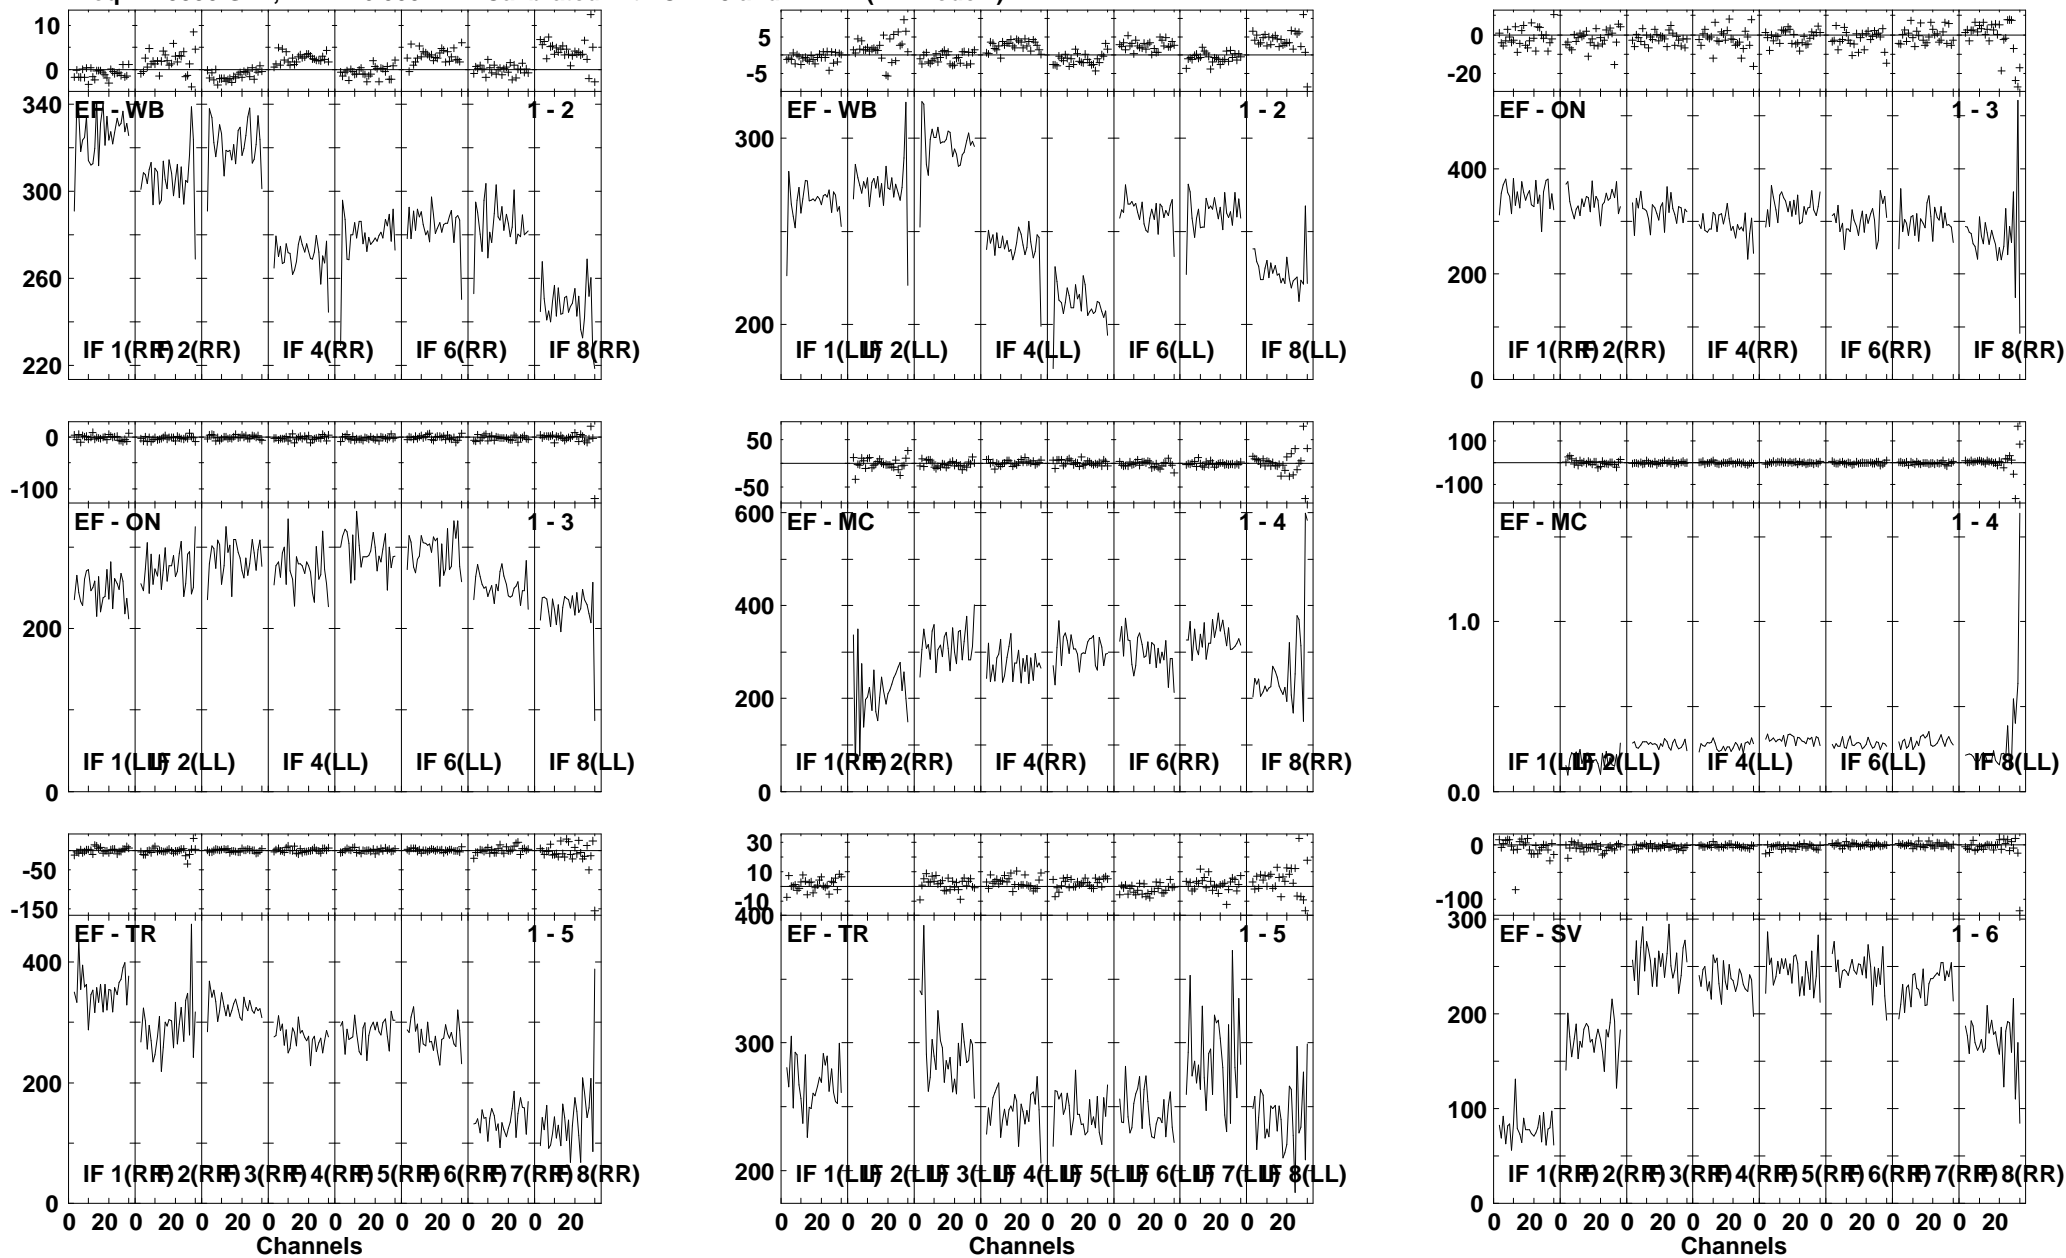 10 5 0
0 0 -20
-5
340 EF - WB 1 - 2 EF - WB 1 - 2 EF - ON 1 - 3
300 300 400
260 200 200
220 IF 1(RR) IF 2(RR) IF 4(RR) IF 6(RR) IF 8(RR) IF 1(LL) IF 2(LL) IF 4(LL) IF 6(LL) IF 8(LL) IF 1(RR) IF 2(RR) IF 4(RR) IF 6(RR) IF 8(RR)
0
0 50 100
-100 -50 -100
EF - ON 1 - 3 600 EF - MC 1 - 4 EF - MC 1 - 4
200 400 1.0
200
IF 1(LL) IF 2(LL) IF 4(LL) IF 6(LL) IF 8(LL) IF 1(RR) IF 2(RR) IF 4(RR) IF 6(RR) IF 8(RR) IF 1(LL) IF 2(LL) IF 4(LL) IF 6(LL) IF 8(LL)
0 0 0.0
-50 30 0
-150 10 -100
-10
EF - TR 1 - 5 400 EF - TR 1 - 5 300 EF - SV 1 - 6
400 300 200
200 200 100
IF 1(RR) IF 2(RR) IF 3(RR) IF 4(RR) IF 5(RR) IF 6(RR) IF 7(RR) IF 8(RR) IF 1(LL) IF 2(LL) IF 3(LL) IF 4(LL) IF 5(LL) IF 6(LL) IF 7(LL) IF 8(LL) IF 1(RR) IF 2(RR) IF 3(RR) IF 4(RR) IF 5(RR) IF 6(RR) IF 7(RR) IF 8(RR)
0 0
0 20 0 20 0 20 0 20 0 20 0 20 0 20 0 20 0 20 0 20 0 20 0 20 0 20 0 20 0 20 0 20 0 20 0 20 0 20 0 20 0 20 0 20 0 20 0 20
Channels Channels